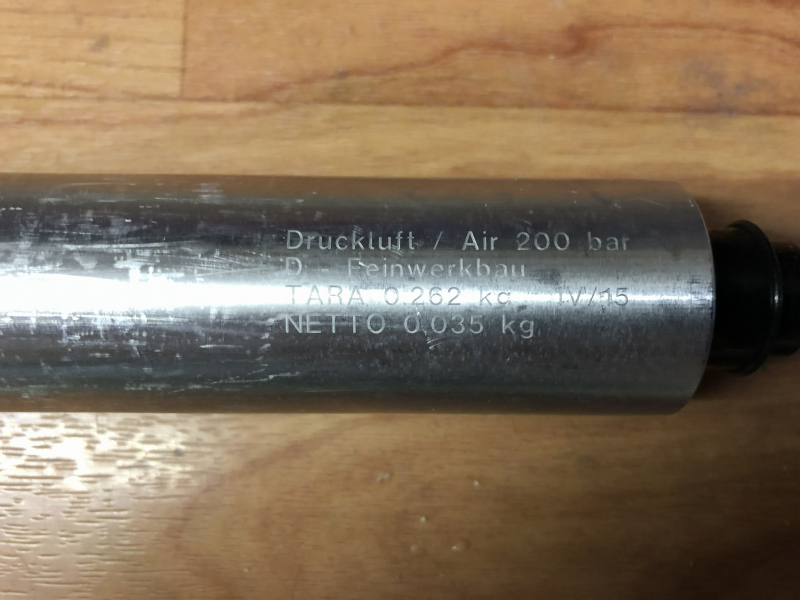 Druckluft / Air 200 bar
D - Feinwerkbau
TARA 0.262 kg IV/15
NETTO 0.035 kg